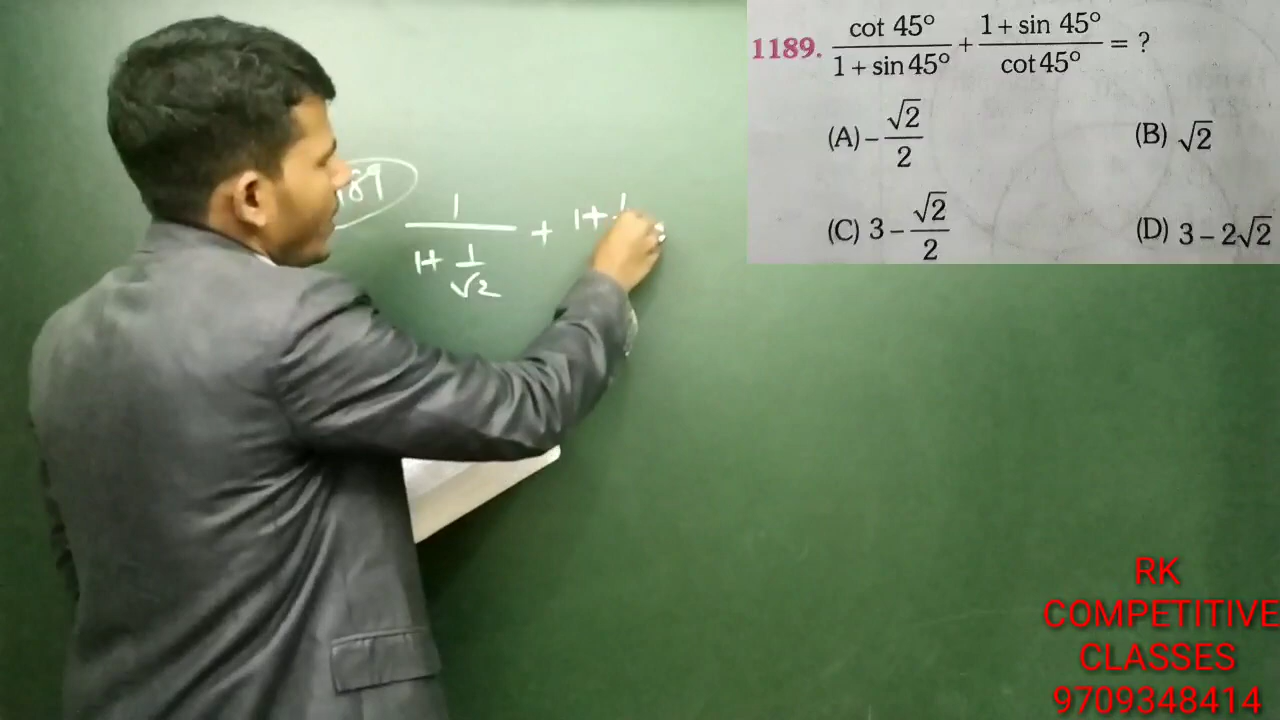 1189. cot 45° / 1 + sin 45° + 1 + sin 45° / cot 45° = ?
(A) – √2/2 (B) √2
(C) 3 – √2/2 (D) 3 – 2√2
1 / 1 + 1/√2 + 1 +
RK
COMPETITIVE
CLASSES
9709348414